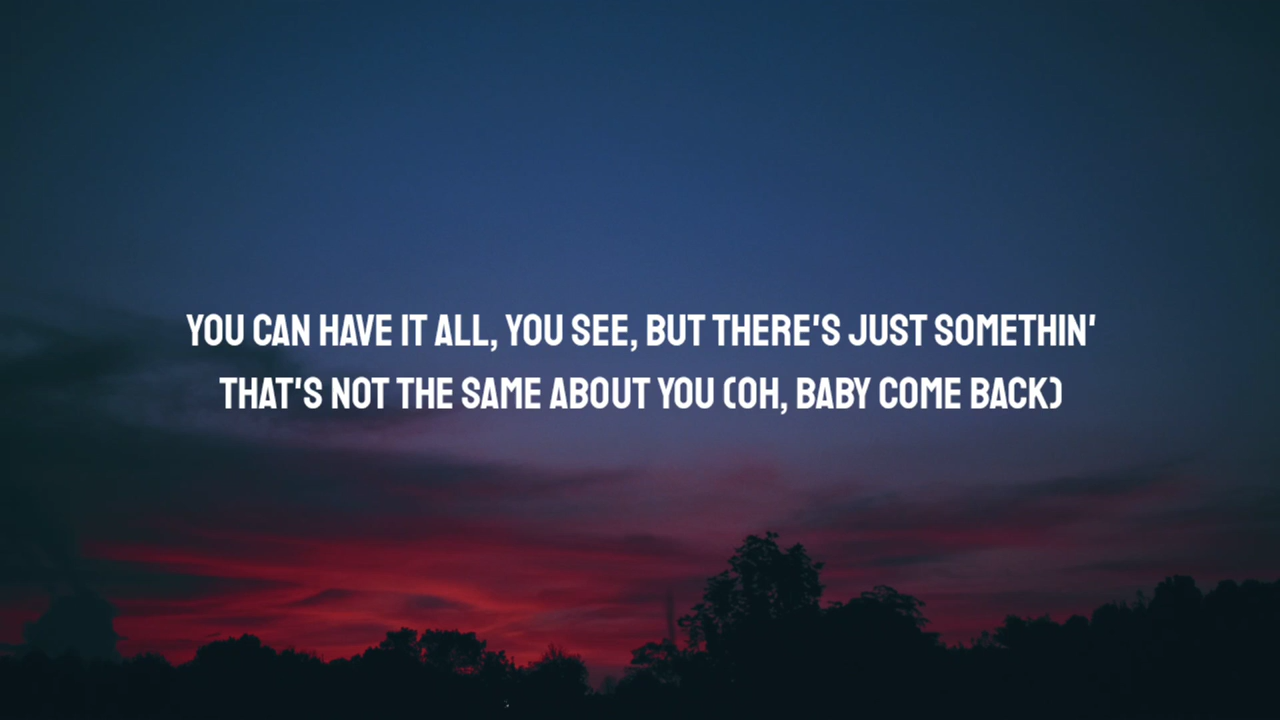 YOU CAN HAVE IT ALL, YOU SEE, BUT THERE'S JUST SOMETHIN'
THAT'S NOT THE SAME ABOUT YOU (OH, BABY COME BACK)